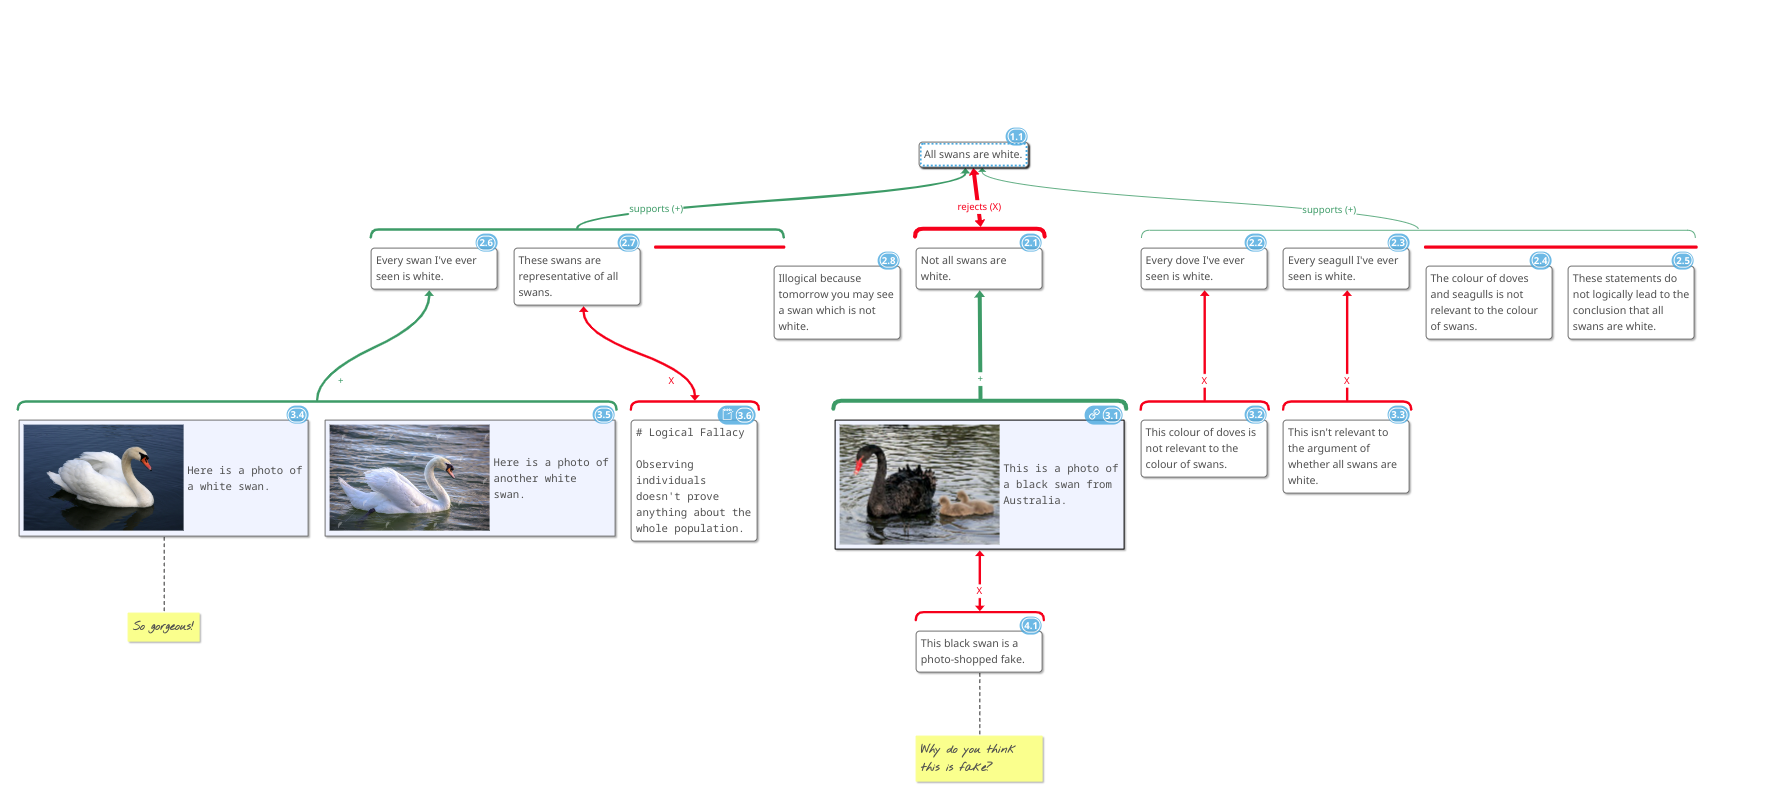 1.1
All swans are white.
supports (+)
rejects (X)
supports (+)
2.6
Every swan I've ever
seen is white.
2.7
These swans are
representative of all
swans.
2.8
Illogical because
tomorrow you may see
a swan which is not
white.
2.1
Not all swans are
white.
2.2
Every dove I've ever
seen is white.
2.3
Every seagull I've ever
seen is white.
2.4
The colour of doves
and seagulls is not
relevant to the colour
of swans.
2.5
These statements do
not logically lead to the
conclusion that all
swans are white.
+
X
+
X
X
3.4
Here is a photo of
a white swan.
3.5
Here is a photo of
another white
swan.
3.6
# Logical Fallacy
Observing
individuals
doesn't prove
anything about the
whole population.
3.1
This is a photo of
a black swan from
Australia.
3.2
This colour of doves is
not relevant to the
colour of swans.
3.3
This isn't relevant to
the argument of
whether all swans are
white.
So gorgeous!
X
4.1
This black swan is a
photo-shopped fake.
Why do you think
this is fake?